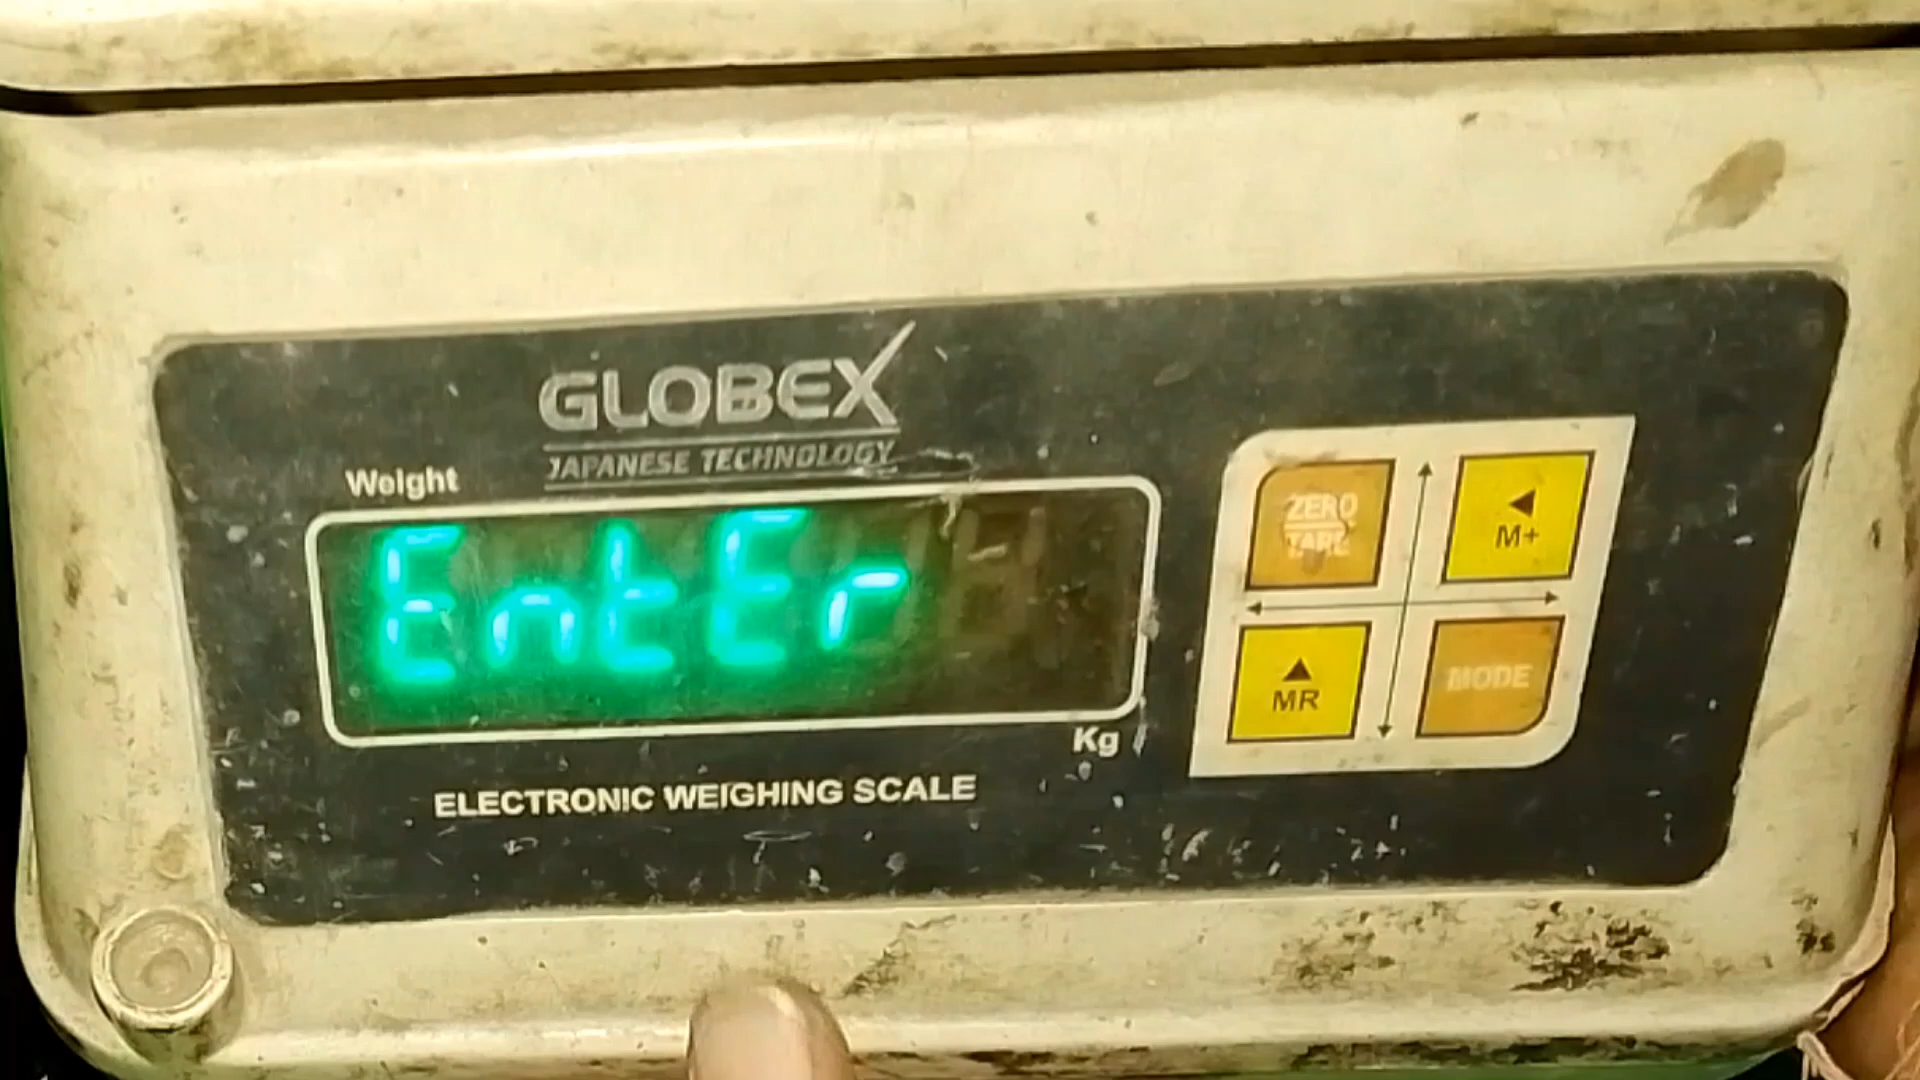 GLOBEX
JAPANESE TECHNOLOGY
Weight
EntEr
Kg
ELECTRONIC WEIGHING SCALE
ZERO
TARE
M+
MR
MODE